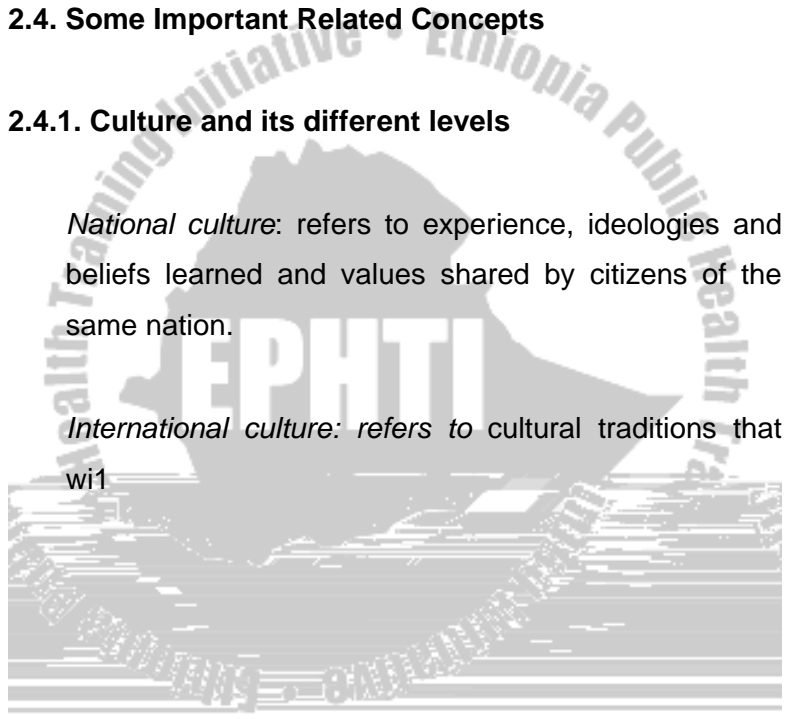 2.4. Some Important Related Concepts
2.4.1. Culture and its different levels
National culture: refers to experience, ideologies and
beliefs learned and values shared by citizens of the
same nation.
International culture: refers to cultural traditions that
wi1
EPHTI